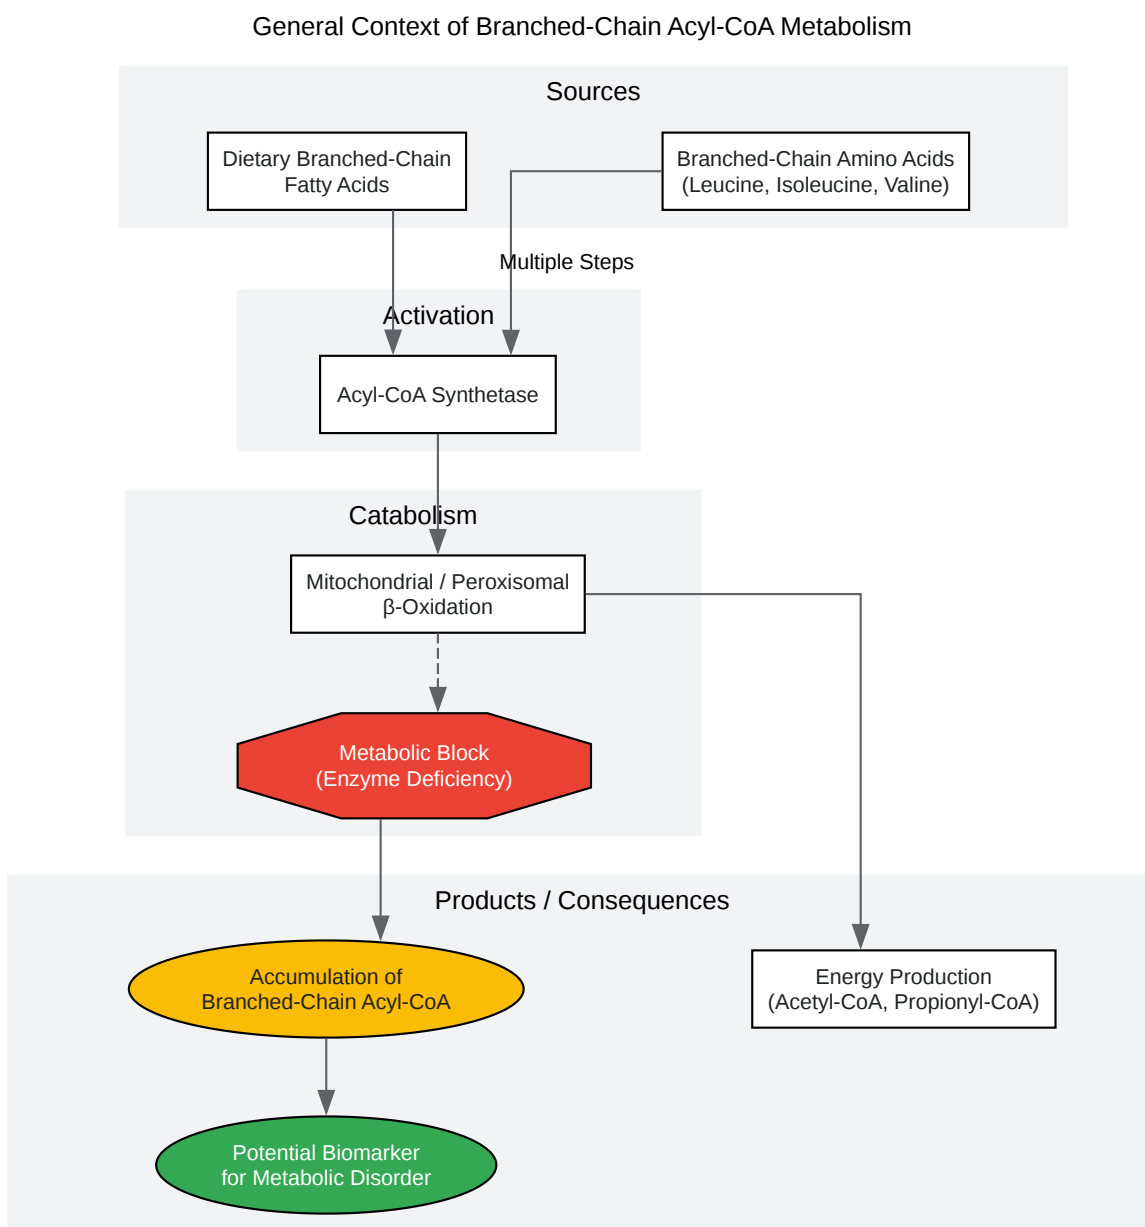 General Context of Branched-Chain Acyl-CoA Metabolism
Sources
Dietary Branched-Chain
Fatty Acids
Branched-Chain Amino Acids
(Leucine, Isoleucine, Valine)
Multiple Steps
Activation
Acyl-CoA Synthetase
Catabolism
Mitochondrial / Peroxisomal
β-Oxidation
Metabolic Block
(Enzyme Deficiency)
Products / Consequences
Accumulation of
Branched-Chain Acyl-CoA
Energy Production
(Acetyl-CoA, Propionyl-CoA)
Potential Biomarker
for Metabolic Disorder